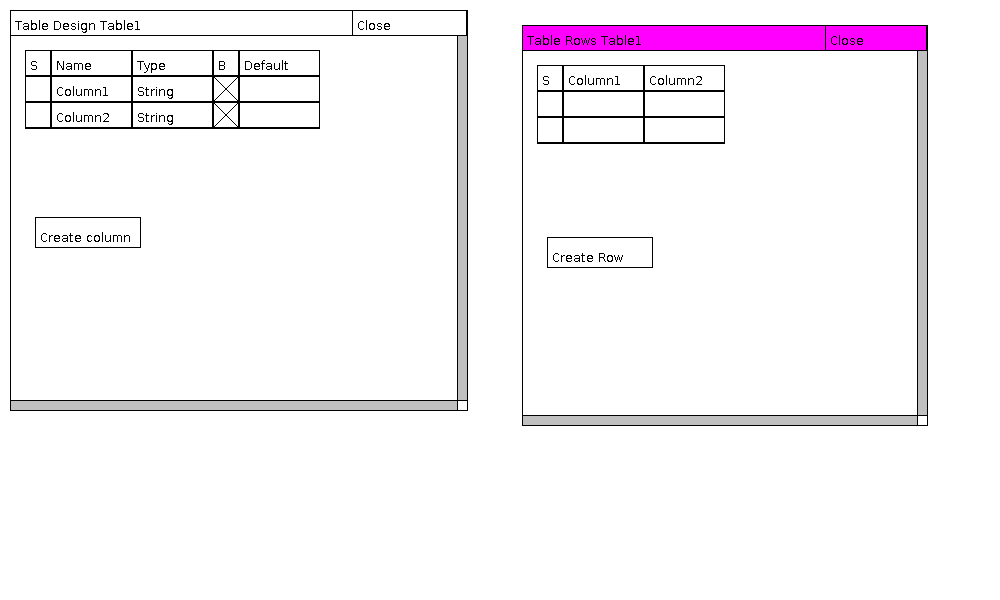 Table Design Table1 Close
S Name Type B Default
Column1 String
Column2 String
Create column
Table Rows Table1 Close
S Column1 Column2
Create Row